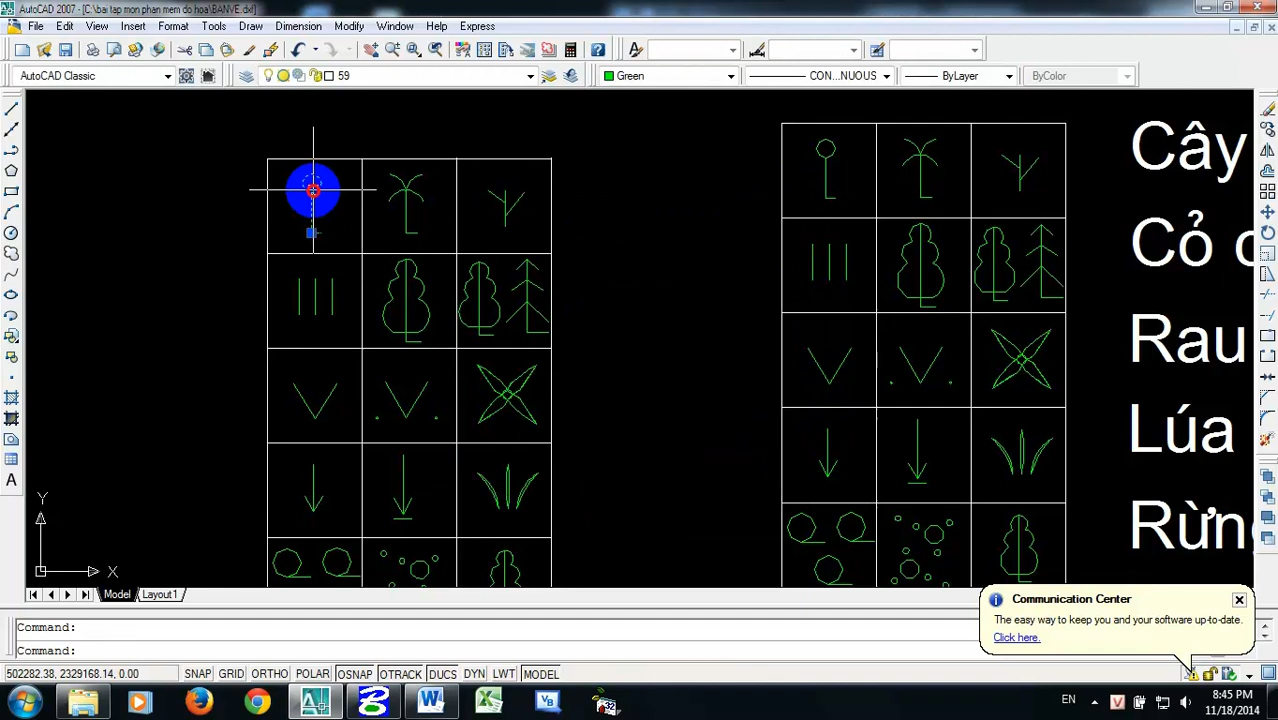 AutoCAD 2007 - [C:\bai tap mon phan mem do hoa\BANVE.dxf]
File Edit View Insert Format Tools Draw Dimension Modify Window Help Express
AutoCAD Classic
59
Green
CON...NUOUS
ByLayer
ByColor
Cây
Cỏ
Rau
Lúa
Rừn
Y
X
Model Layout1
Command:
Command:
Communication Center
The easy way to keep you and your software up-to-date.
Click here.
502282.38, 2329168.14, 0.00
SNAP GRID ORTHO POLAR OSNAP OTRACK DUCS DYN LWT MODEL
EN
8:45 PM
11/18/2014